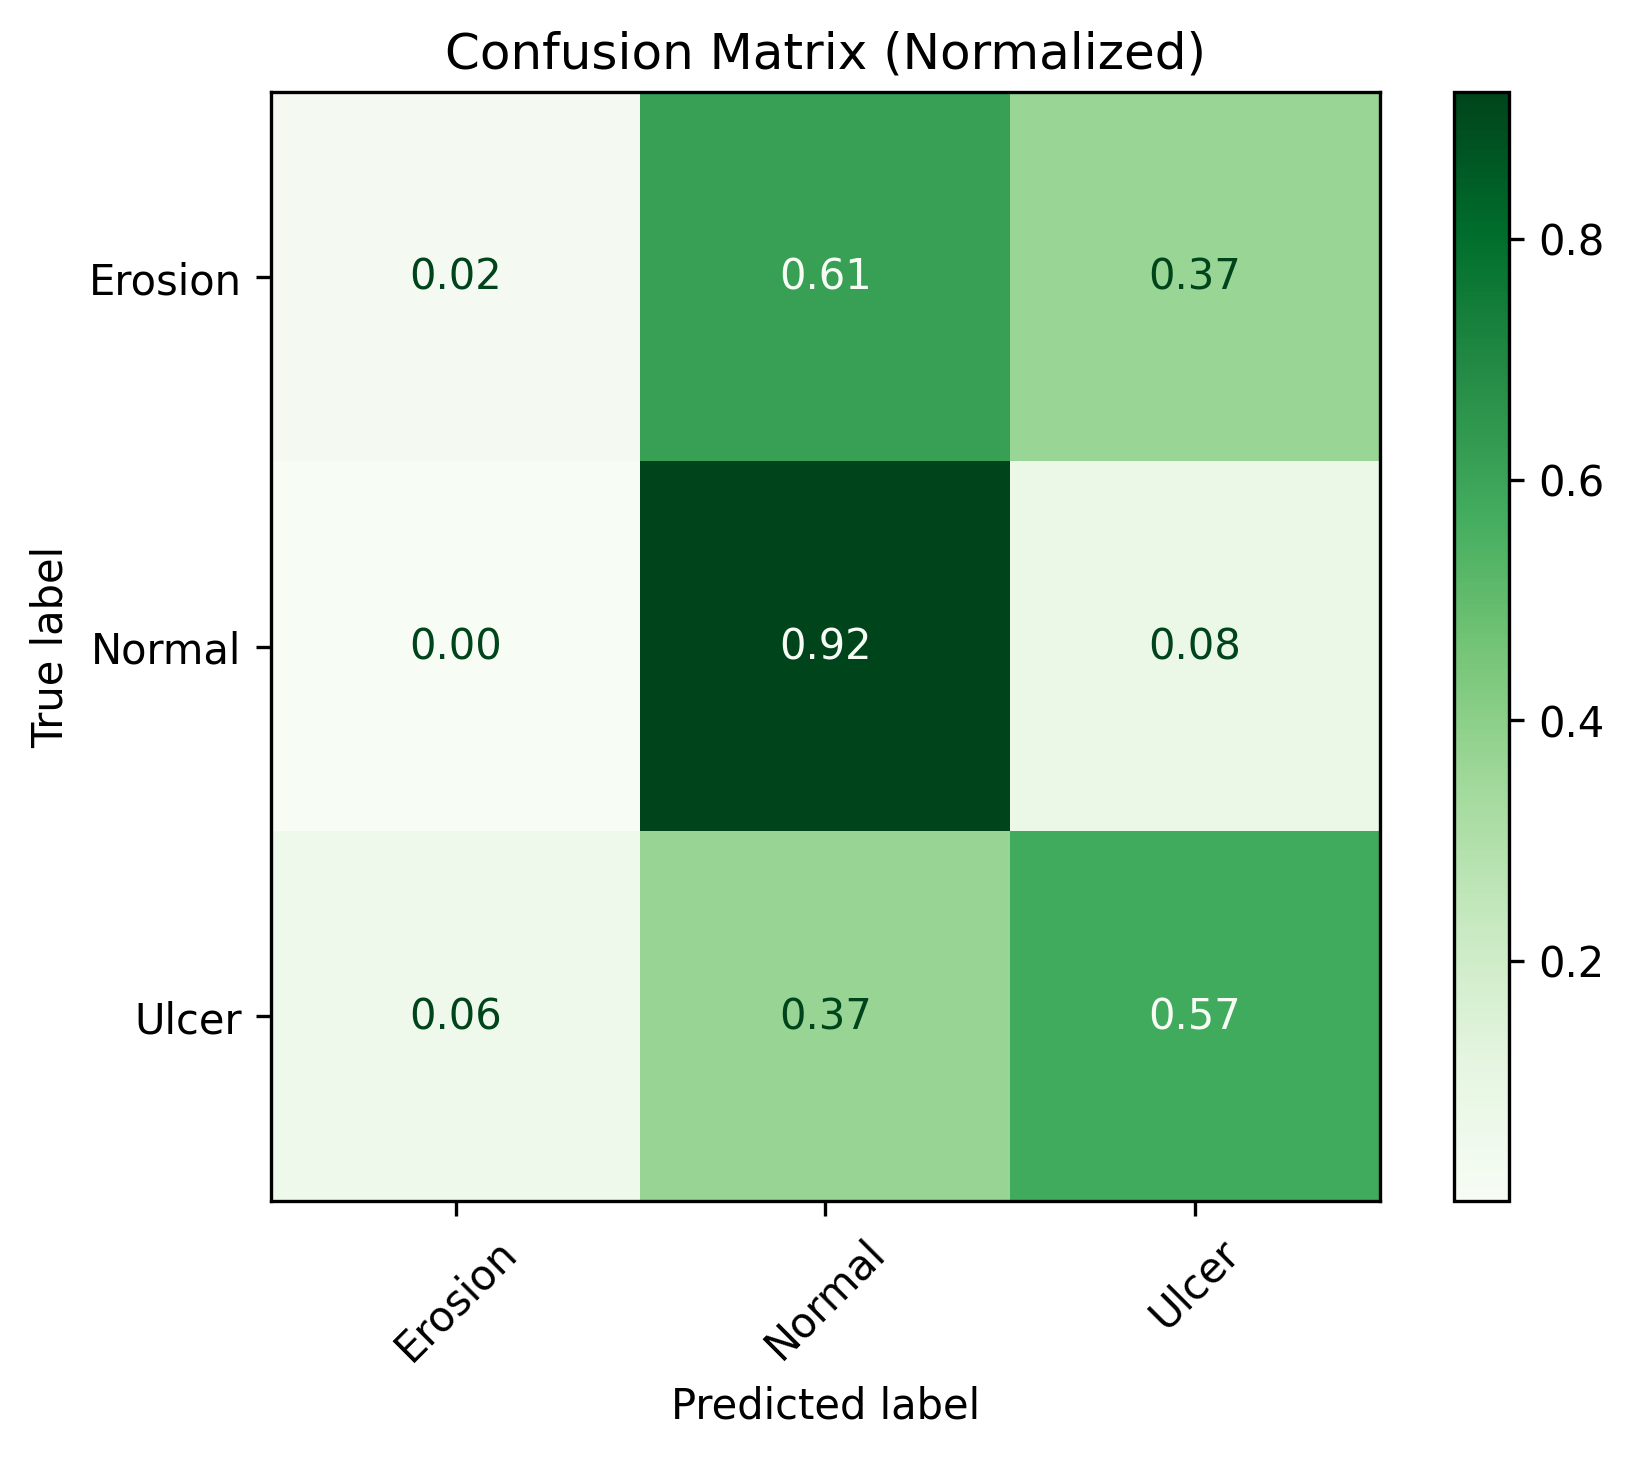 Confusion Matrix (Normalized)
True label
Erosion
0.02
0.61
0.37
Normal
0.00
0.92
0.08
Ulcer
0.06
0.37
0.57
Erosion
Normal
Ulcer
Predicted label
0.8
0.6
0.4
0.2